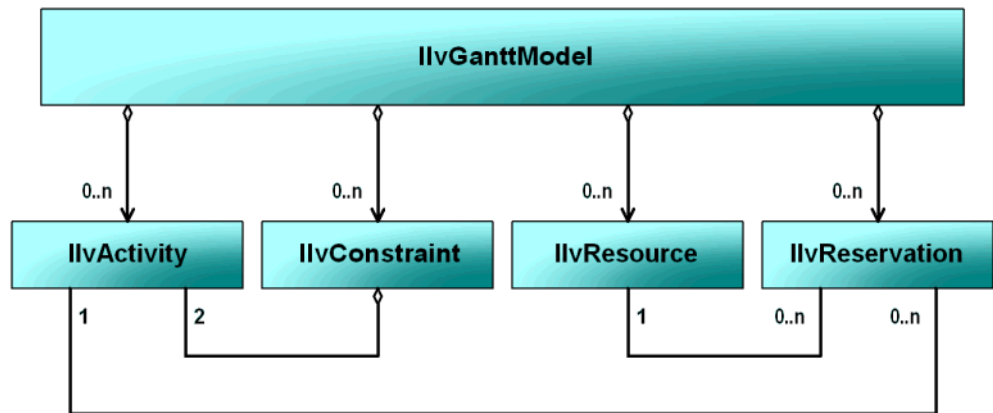 IlvGanttModel
0..n 0..n 0..n 0..n
IlvActivity IlvConstraint IlvResource IlvReservation
1 2 1 0..n 0..n